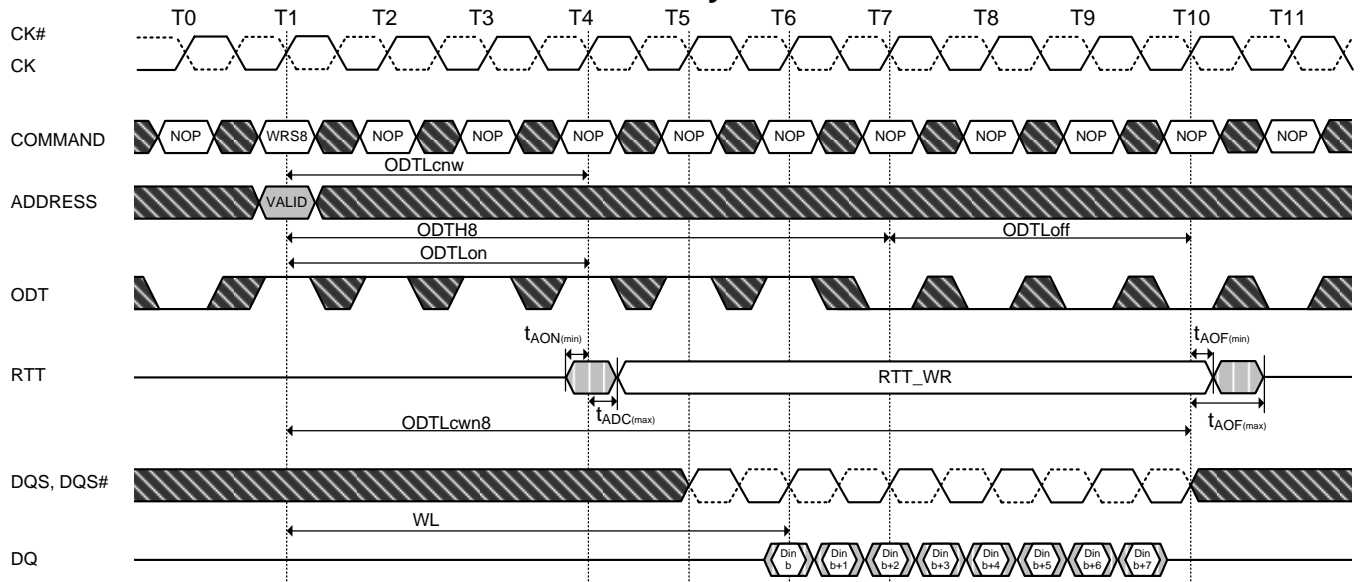 T0 T1 T2 T3 T4 T5 T6 T7 T8 T9 T10 T11
CK#
CK
COMMAND NOP WRS8 NOP NOP NOP NOP NOP NOP NOP NOP NOP NOP
ODTLcnw
ADDRESS VALID
ODTH8 ODTLoff
ODTLon
ODT
tAON(min) tAOF(min)
RTT RTT_WR
tADC(max) tAOF(max)
ODTLcwn8
DQS, DQS#
WL
DQ Din b Din b+1 Din b+2 Din b+3 Din b+4 Din b+5 Din b+6 Din b+7